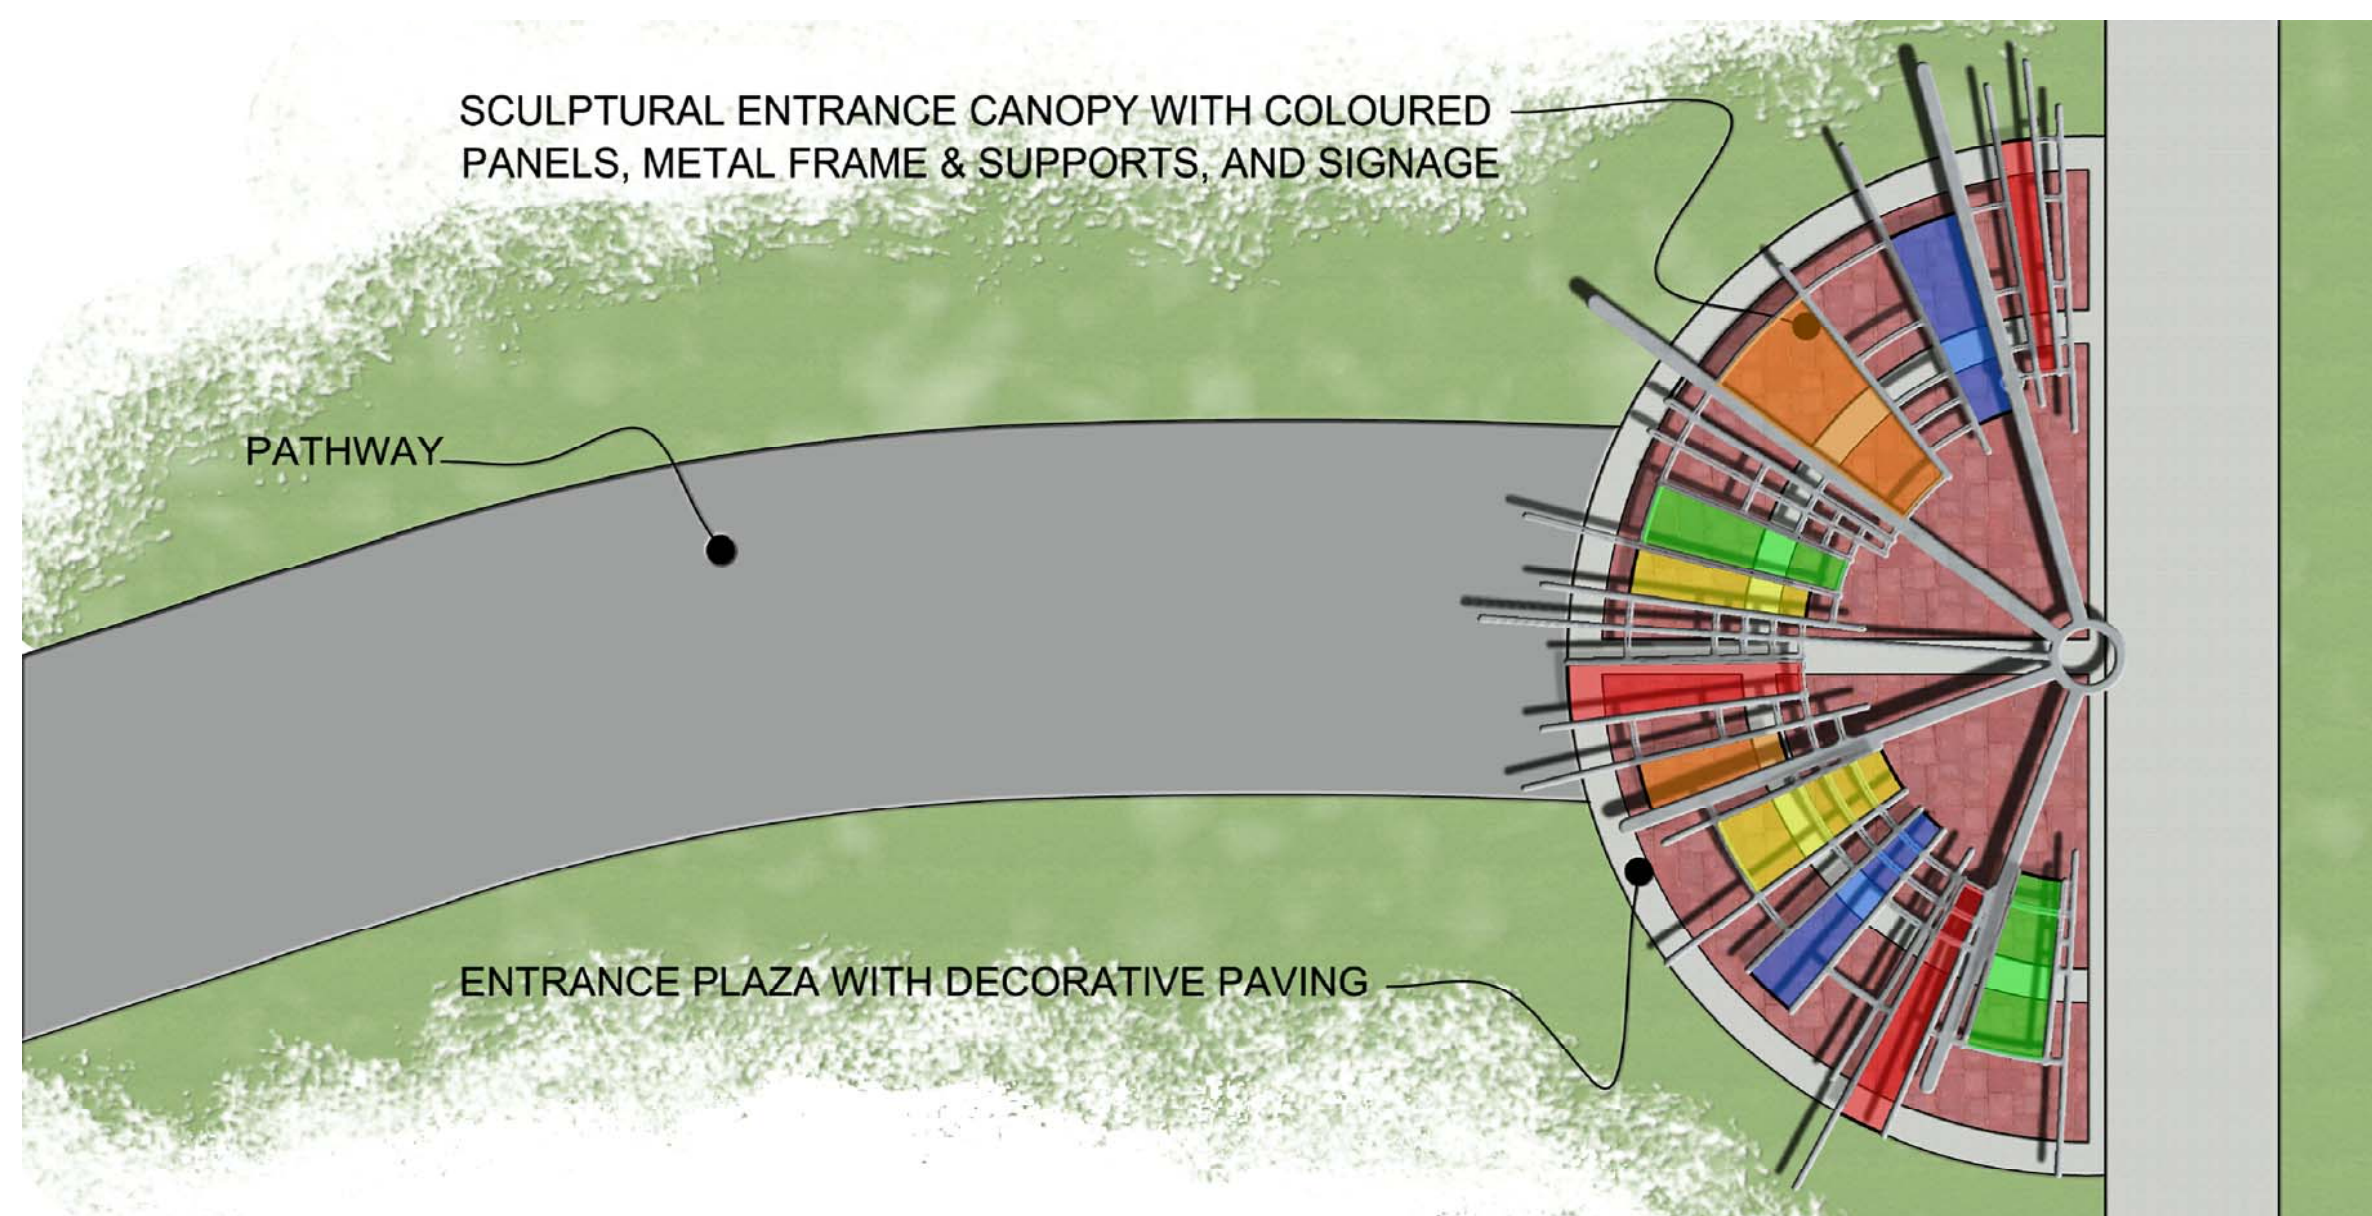 SCULPTURAL ENTRANCE CANOPY WITH COLOURED
PANELS, METAL FRAME & SUPPORTS, AND SIGNAGE
PATHWAY
ENTRANCE PLAZA WITH DECORATIVE PAVING